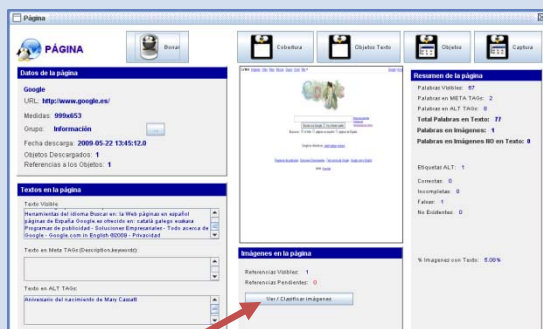 Página
PÁGINA
Borrar
Cobertura
Objetos Texto
Objetos
Captura
Datos de la página
Google
URL: http://www.google.es/
Medidas: 999x653
Grupo: Información
...
Fecha descarga: 2009-05-22 13:45:12.0
Objetos Descargados: 1
Referencias a los Objetos: 1
Textos en la página
Texto Visible
Herramientas del idioma Buscar en: la Web páginas en español
páginas de España Google.es ofrecido en: català galego euskara
Programas de publicidad - Soluciones Empresariales - Todo acerca de
Google - Google.com in English ©2009 - Privacidad
Texto en Meta TAGs (Description,keywords):
Texto en ALT TAGs:
Aniversario del nacimiento de Mary Cassatt
Imágenes en la página
Referencias Visibles: 1
Referencias Pendientes: 0
Ver / Clarificar imágenes
Resumen de la página
Palabras Visibles: 67
Palabras en META TAGs: 2
Palabras en ALT TAGs: 8
Total Palabras en Texto: 77
Palabras en Imágenes: 1
Palabras en Imágenes NO en Texto: 0
Etiquetas ALT: 1
Correctas: 0
Incompletas: 0
Falsas: 1
No Existentes: 0
% Imagenes con Texto: 5.00%